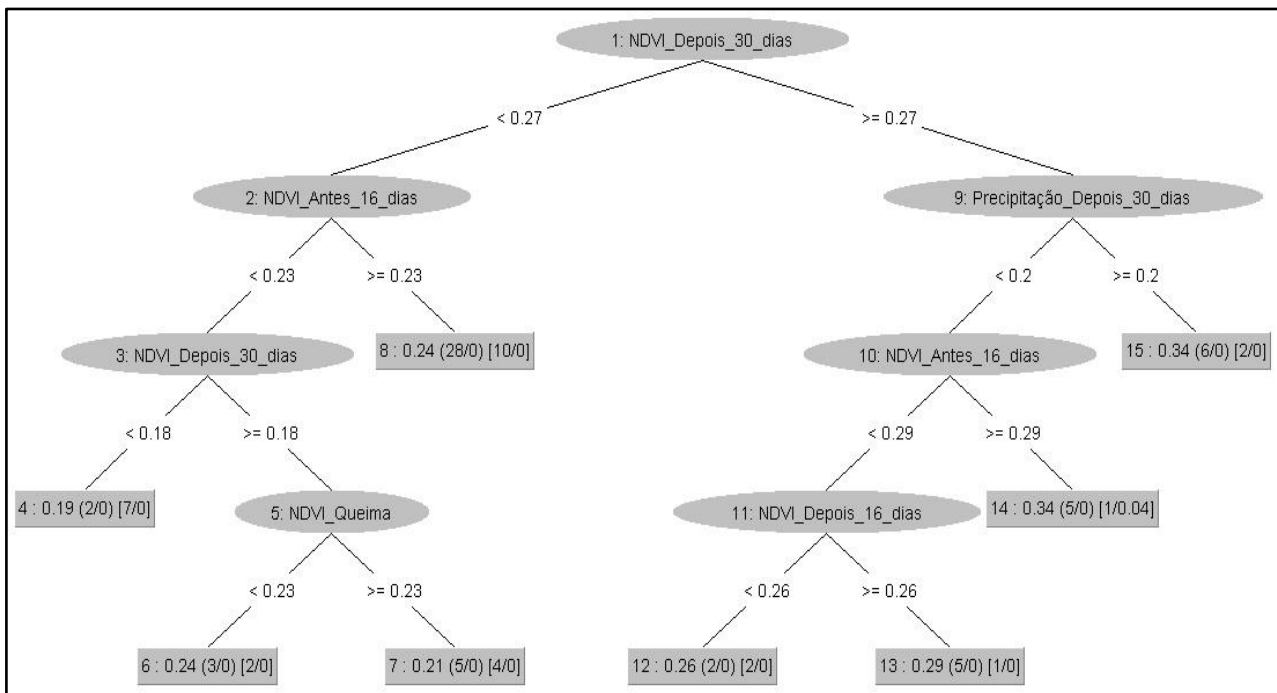 1: NDVI_Depois_30_dias
< 0.27
>= 0.27
2: NDVI_Antes_16_dias
9: Precipitação_Depois_30_dias
< 0.23
>= 0.23
< 0.2
>= 0.2
3: NDVI_Depois_30_dias
8 : 0.24 (28/0) [10/0]
10: NDVI_Antes_16_dias
15 : 0.34 (6/0) [2/0]
< 0.18
>= 0.18
< 0.29
>= 0.29
4 : 0.19 (2/0) [7/0]
5: NDVI_Queima
11: NDVI_Depois_16_dias
14 : 0.34 (5/0) [1/0.04]
< 0.23
>= 0.23
< 0.26
>= 0.26
6 : 0.24 (3/0) [2/0]
7 : 0.21 (5/0) [4/0]
12 : 0.26 (2/0) [2/0]
13 : 0.29 (5/0) [1/0]